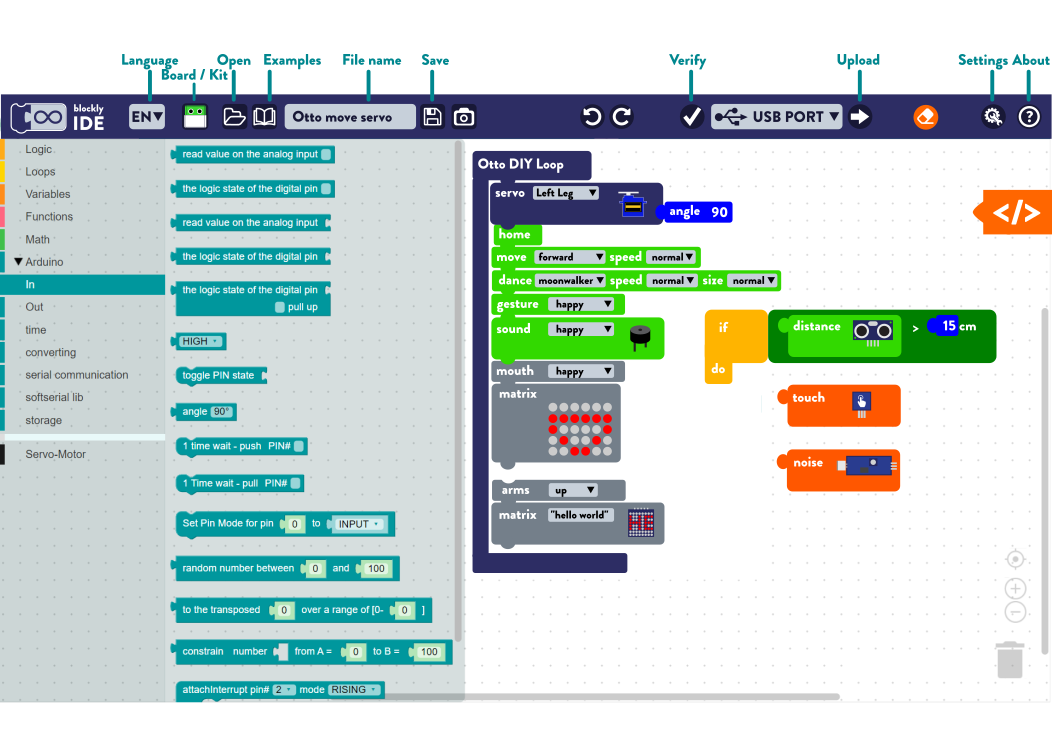 Language Open Examples File name Save Verify Upload Settings About
Board / Kit
blockly
IDE EN▼ Otto move servo USB PORT ▼
Logic
Loops
Variables
Functions
Math
▼ Arduino
In
Out
time
converting
serial communication
softserial lib
storage
Servo-Motor
read value on the analog input
the logic state of the digital pin
read value on the analog input
the logic state of the digital pin
the logic state of the digital pin
pull up
HIGH
toggle PIN state
angle 90°
1 time wait - push PIN#
1 Time wait - pull PIN#
Set Pin Mode for pin 0 to INPUT
random number between 0 and 100
to the transposed 0 over a range of [0- 0 ]
constrain number from A = 0 to B = 100
attachInterrupt pin# 2 mode RISING
Otto DIY Loop
servo Left Leg ▼
angle 90
home
move forward ▼ speed normal ▼
dance moonwalker ▼ speed normal ▼ size normal ▼
gesture happy ▼
sound happy ▼
mouth happy ▼
matrix
arms up ▼
matrix "hello world"
HE
if distance > 15 cm
do
touch
noise
</>